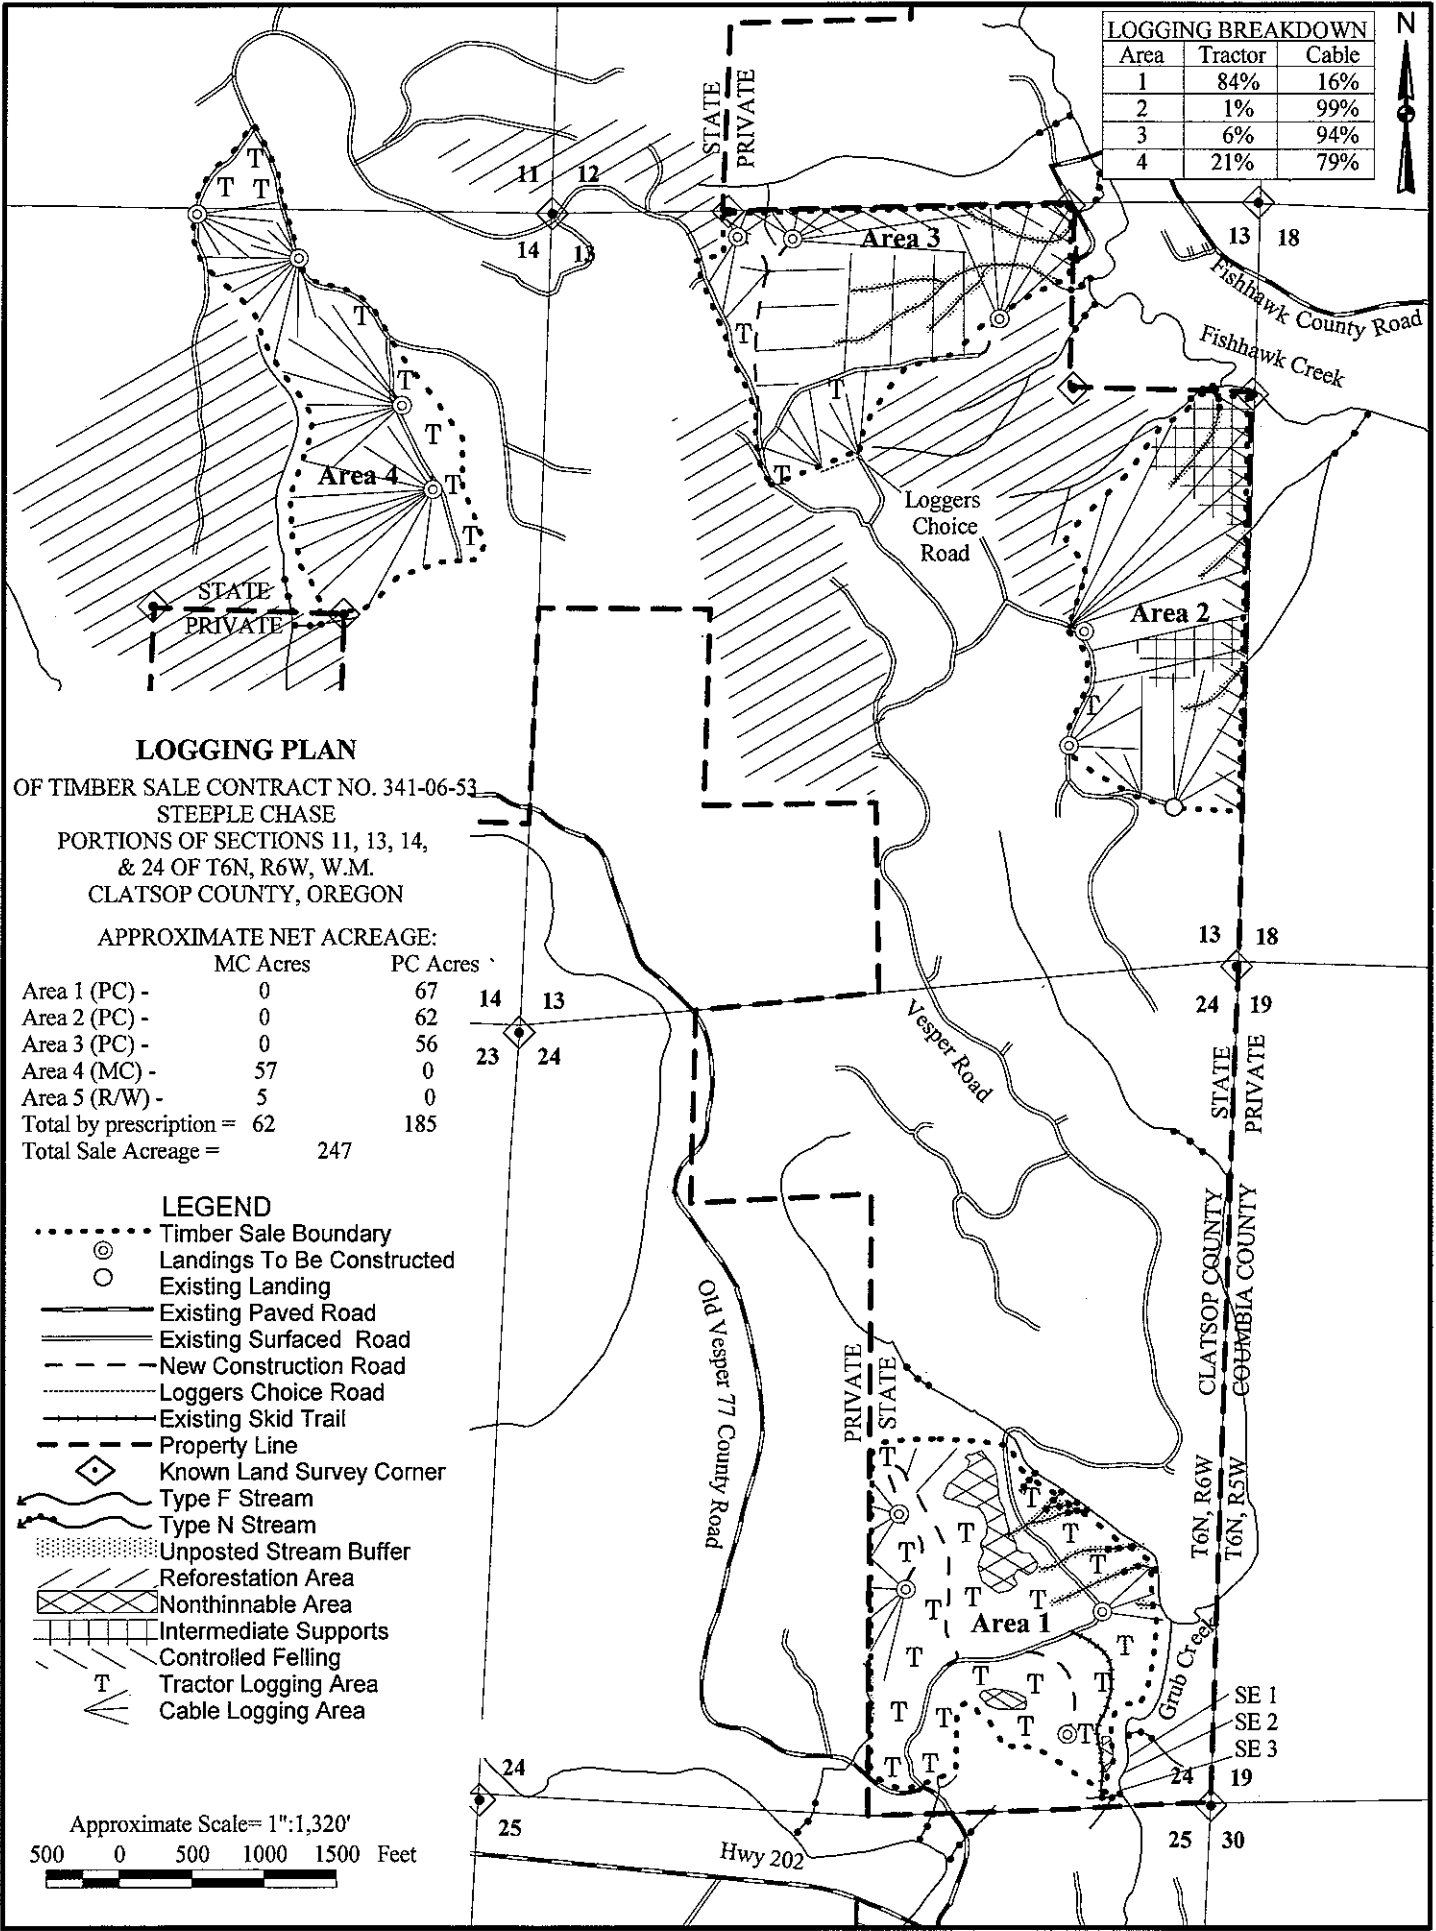 LOGGING BREAKDOWN
Area Tractor Cable
1 84% 16%
2 1% 99%
3 6% 94%
4 21% 79%
N
STATE
PRIVATE
11 12
14 13
13 18
T
T T
T
T
T
T
T
Area 4
STATE
PRIVATE
Area 3
T
T
T
Fishhawk County Road
Fishhawk Creek
Loggers
Choice
Road
Area 2
T
LOGGING PLAN
OF TIMBER SALE CONTRACT NO. 341-06-53
STEEPLE CHASE
PORTIONS OF SECTIONS 11, 13, 14,
& 24 OF T6N, R6W, W.M.
CLATSOP COUNTY, OREGON
APPROXIMATE NET ACREAGE:
MC Acres PC Acres
Area 1 (PC) - 0 67
Area 2 (PC) - 0 62
Area 3 (PC) - 0 56
Area 4 (MC) - 57 0
Area 5 (R/W) - 5 0
Total by prescription = 62 185
Total Sale Acreage = 247
14 13
23 24
13 18
24 19
Vesper Road
STATE
PRIVATE
CLATSOP COUNTY
COUMBIA COUNTY
T6N, R6W
T6N, R5W
Old Vesper 77 County Road
PRIVATE
STATE
LEGEND
Timber Sale Boundary
Landings To Be Constructed
Existing Landing
Existing Paved Road
Existing Surfaced Road
New Construction Road
Loggers Choice Road
Existing Skid Trail
Property Line
Known Land Survey Corner
Type F Stream
Type N Stream
Unposted Stream Buffer
Reforestation Area
Nonthinnable Area
Intermediate Supports
Controlled Felling
T Tractor Logging Area
Cable Logging Area
T
T
T T
T T
T T T
Area 1
T T
T T T
T T T T
T T
Grub Creek
SE 1
SE 2
SE 3
24 19
25 30
24
25
Hwy 202
Approximate Scale= 1":1,320'
500 0 500 1000 1500 Feet